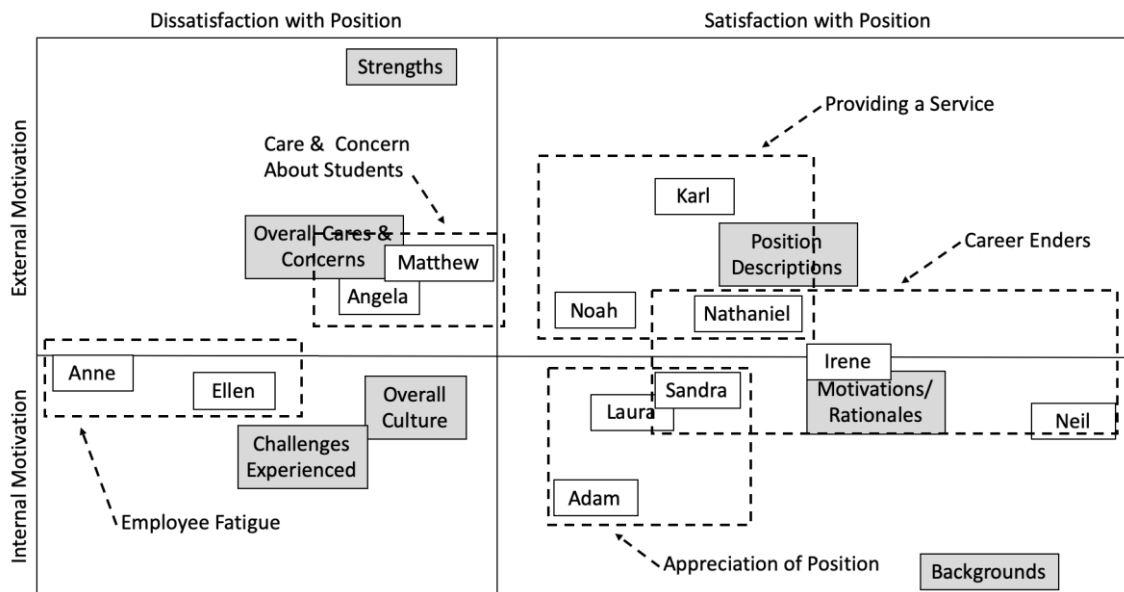 Dissatisfaction with Position
Satisfaction with Position
External Motivation
Internal Motivation
Strengths
Care & Concern
About Students
Overall Cares &
Concerns
Matthew
Angela
Providing a Service
Karl
Position
Descriptions
Career Enders
Noah
Nathaniel
Anne
Ellen
Overall
Culture
Challenges
Experienced
Employee Fatigue
Irene
Motivations/
Rationales
Sandra
Laura
Neil
Adam
Appreciation of Position
Backgrounds